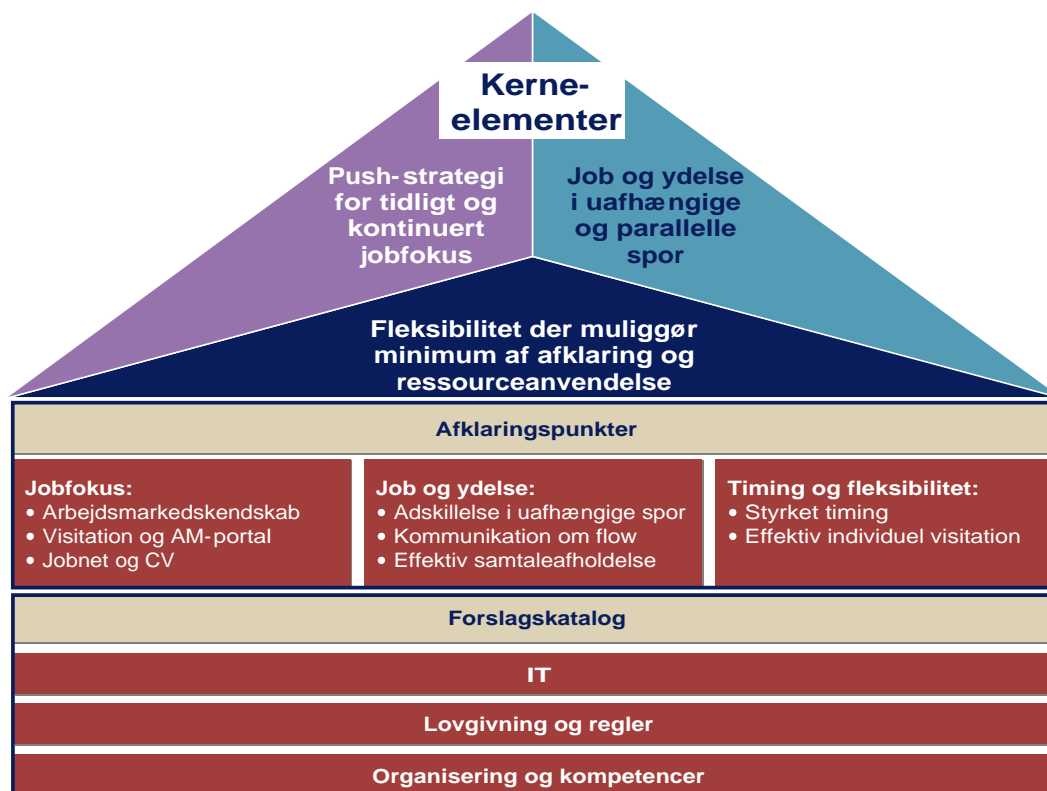 Kerne-
elementer
Push-strategi
for tidligt og
kontinuert
jobfokus
Job og ydelse
i uafhængige
og parallelle
spor
Fleksibilitet der muliggør
minimum af afklaring og
ressourceanvendelse
Afklaringspunkter
Jobfokus:
• Arbejdsmarkedskendskab
• Visitation og AM-portal
• Jobnet og CV
Job og ydelse:
• Adskillelse i uafhængige spor
• Kommunikation om flow
• Effektiv samtaleafholdelse
Timing og fleksibilitet:
• Styrket timing
• Effektiv individuel visitation
Forslagskatalog
IT
Lovgivning og regler
Organisering og kompetencer